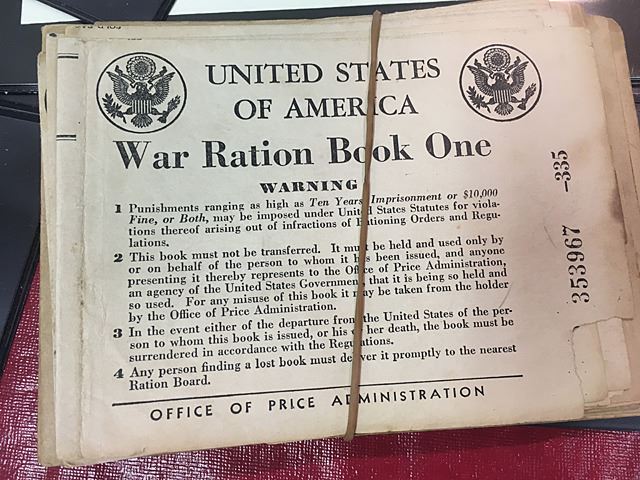 UNITED STATES
OF AMERICA
War Ration Book One
WARNING
1 Punishments ranging as high as Ten Years Imprisonment or $10,000
Fine, or Both, may be imposed under United States Statutes for viola-
tions thereof arising out of infractions of Rationing Orders and Regu-
lations.
2 This book must not be transferred. It must be held and used only by
or on behalf of the person to whom it has been issued, and anyone
presenting it thereby represents to the Office of Price Administration,
an agency of the United States Government, that it is being so held and
so used. For any misuse of this book it may be taken from the holder
by the Office of Price Administration.
3 In the event either of the departure from the United States of the per-
son to whom this book is issued, or his or her death, the book must be
surrendered in accordance with the Regulations.
4 Any person finding a lost book must deliver it promptly to the nearest
Ration Board.
OFFICE OF PRICE ADMINISTRATION
353967 -335